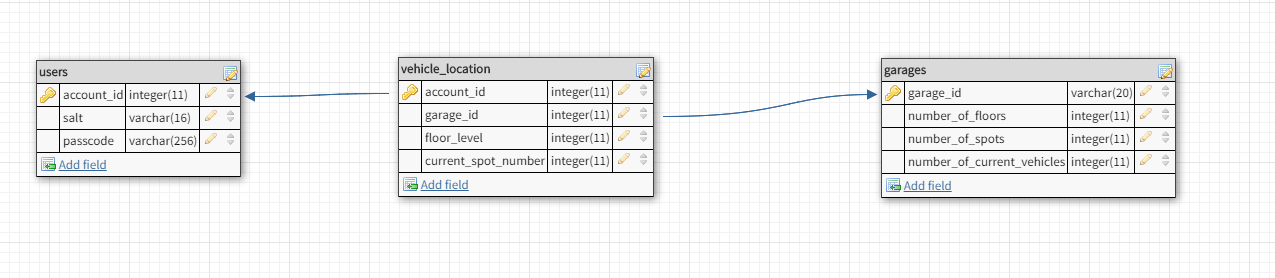 users
account_id integer(11)
salt varchar(16)
passcode varchar(256)
Add field
vehicle_location
account_id integer(11)
garage_id integer(11)
floor_level integer(11)
current_spot_number integer(11)
Add field
garages
garage_id varchar(20)
number_of_floors integer(11)
number_of_spots integer(11)
number_of_current_vehicles integer(11)
Add field